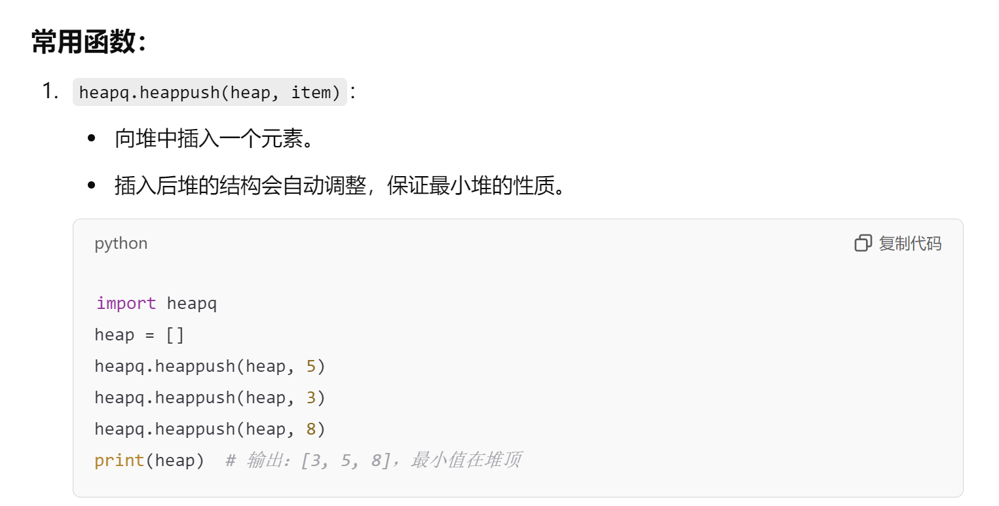 常用函数：
1. heapq.heappush(heap, item)：
• 向堆中插入一个元素。
• 插入后堆的结构会自动调整，保证最小堆的性质。
python 复制代码
import heapq
heap = []
heapq.heappush(heap, 5)
heapq.heappush(heap, 3)
heapq.heappush(heap, 8)
print(heap)  # 输出：[3, 5, 8]，最小值在堆顶